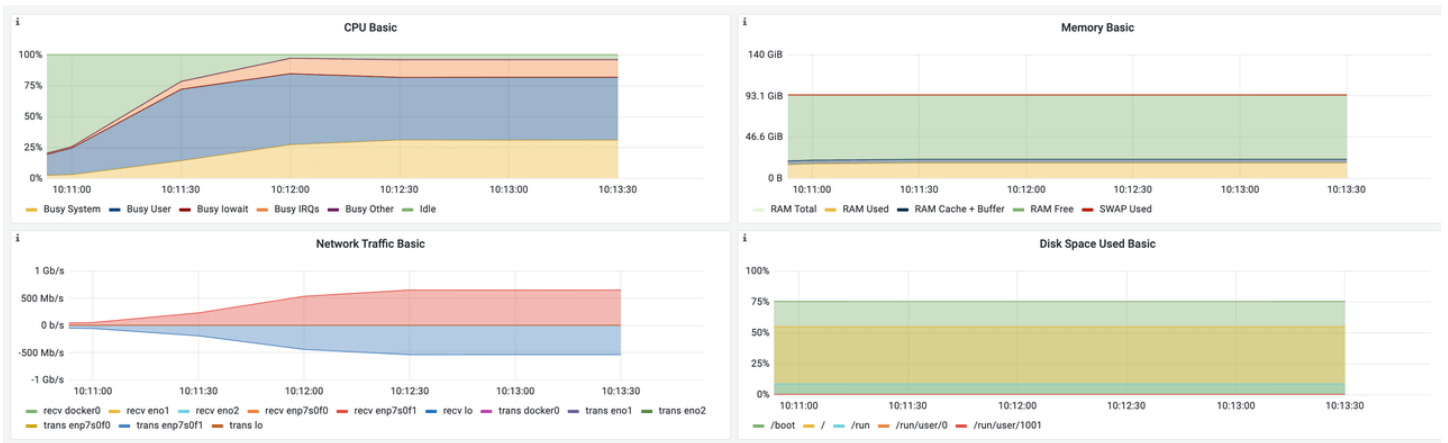 CPU Basic
100%
75%
50%
25%
0%
10:11:00 10:11:30 10:12:00 10:12:30 10:13:00 10:13:30
Busy System Busy User Busy Iowait Busy IRQs Busy Other Idle
Memory Basic
140 GiB
93.1 GiB
46.6 GiB
0 B
10:11:00 10:11:30 10:12:00 10:12:30 10:13:00 10:13:30
RAM Total RAM Used RAM Cache + Buffer RAM Free SWAP Used
Network Traffic Basic
1 Gb/s
500 Mb/s
0 b/s
-500 Mb/s
-1 Gb/s
10:11:00 10:11:30 10:12:00 10:12:30 10:13:00 10:13:30
recv docker0 recv eno1 recv eno2 recv enp7s0f0 recv enp7s0f1 recv lo trans docker0 trans eno1 trans eno2
trans enp7s0f0 trans enp7s0f1 trans lo
Disk Space Used Basic
100%
75%
50%
25%
0%
10:11:00 10:11:30 10:12:00 10:12:30 10:13:00 10:13:30
/boot / /run /run/user/0 /run/user/1001